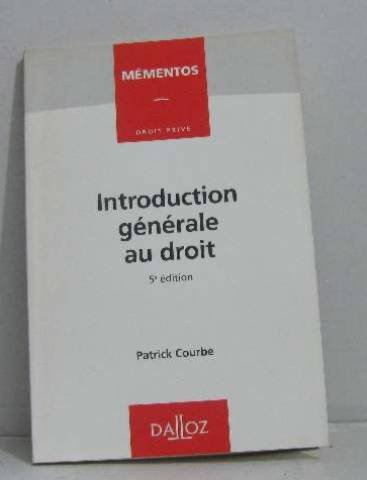 MÉMENTOS
DROIT PRIVÉ
Introduction
générale
au droit
5e édition
Patrick Courbe
DALLOZ